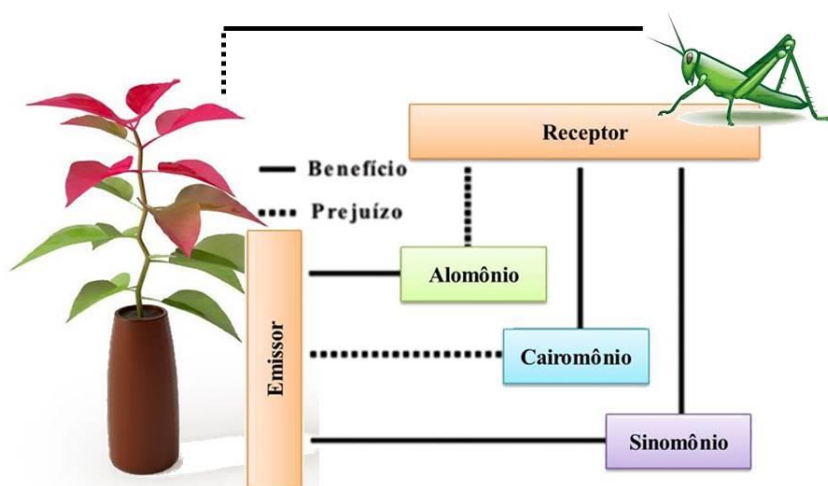 Receptor
Benefício
Prejuízo
Alomônio
Emissor
Cairomônio
Sinomônio